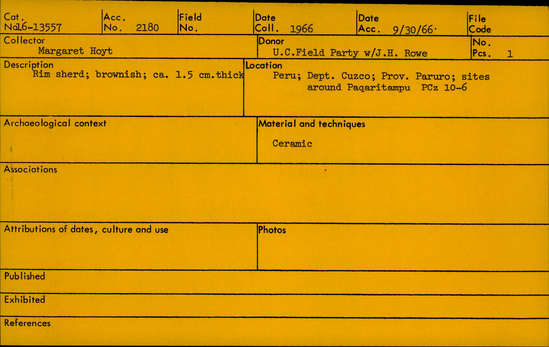 Cat. No. 16-13557 Acc. No. 2180 Field No. Date Coll. 1966 Date Acc. 9/30/66 File Code
Collector Margaret Hoyt Donor U.C.Field Party w/J.H. Rowe No. Pcs. 1
Description Location
Rim sherd; brownish; ca. 1.5 cm.thick Peru; Dept. Cuzco; Prov. Paruro; sites
around Paqaritampu PCz 10-6
Archaeological context Material and techniques
Ceramic
Associations
Attributions of dates, culture and use Photos
Published
Exhibited
References